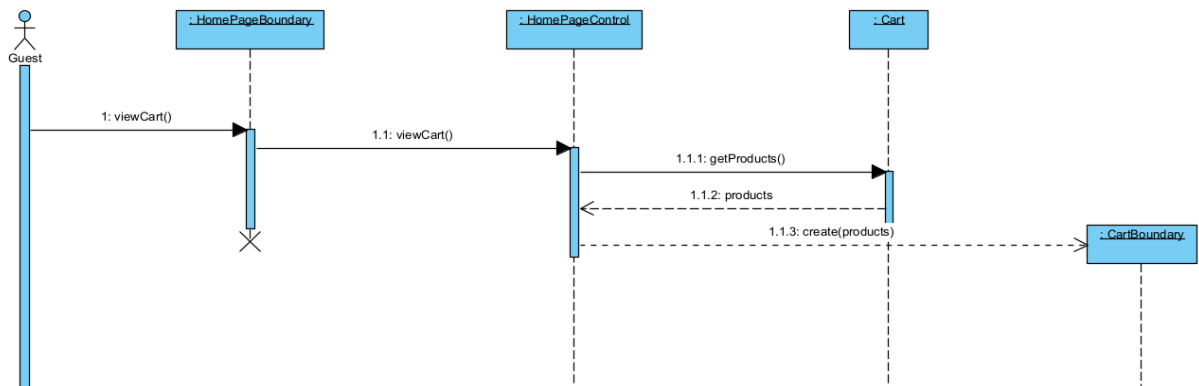 : HomePageBoundary
: HomePageControl
: Cart
Guest
1: viewCart()
1.1: viewCart()
1.1.1: getProducts()
1.1.2: products
1.1.3: create(products)
: CartBoundary